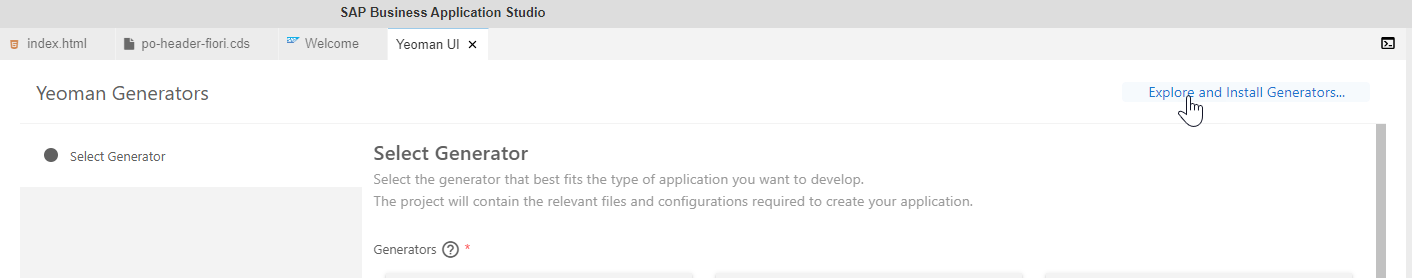 SAP Business Application Studio
index.html po-header-fiori.cds SAP Welcome Yeoman UI ×
Yeoman Generators Explore and Install Generators...
Select Generator
Select Generator
Select the generator that best fits the type of application you want to develop.
The project will contain the relevant files and configurations required to create your application.
Generators ? *